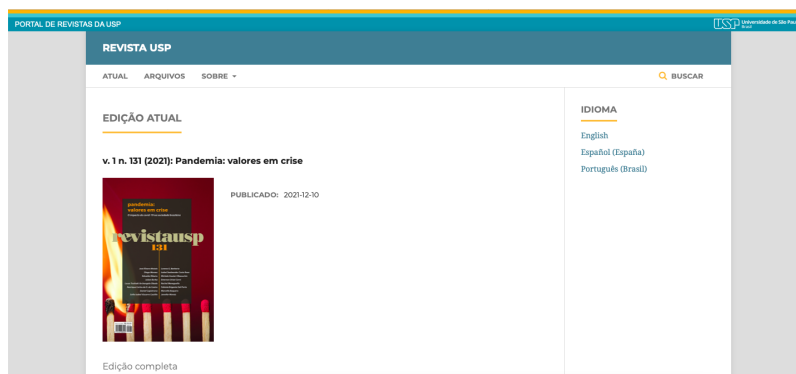 PORTAL DE REVISTAS DA USP
Universidade de São Pau
Brasil
REVISTA USP
ATUAL ARQUIVOS SOBRE
BUSCAR
EDIÇÃO ATUAL
v. 1 n. 131 (2021): Pandemia: valores em crise
pandemia:
valores em crise
revistausp
131
PUBLICADO: 2021-12-10
Edição completa
IDIOMA
English
Español (España)
Português (Brasil)